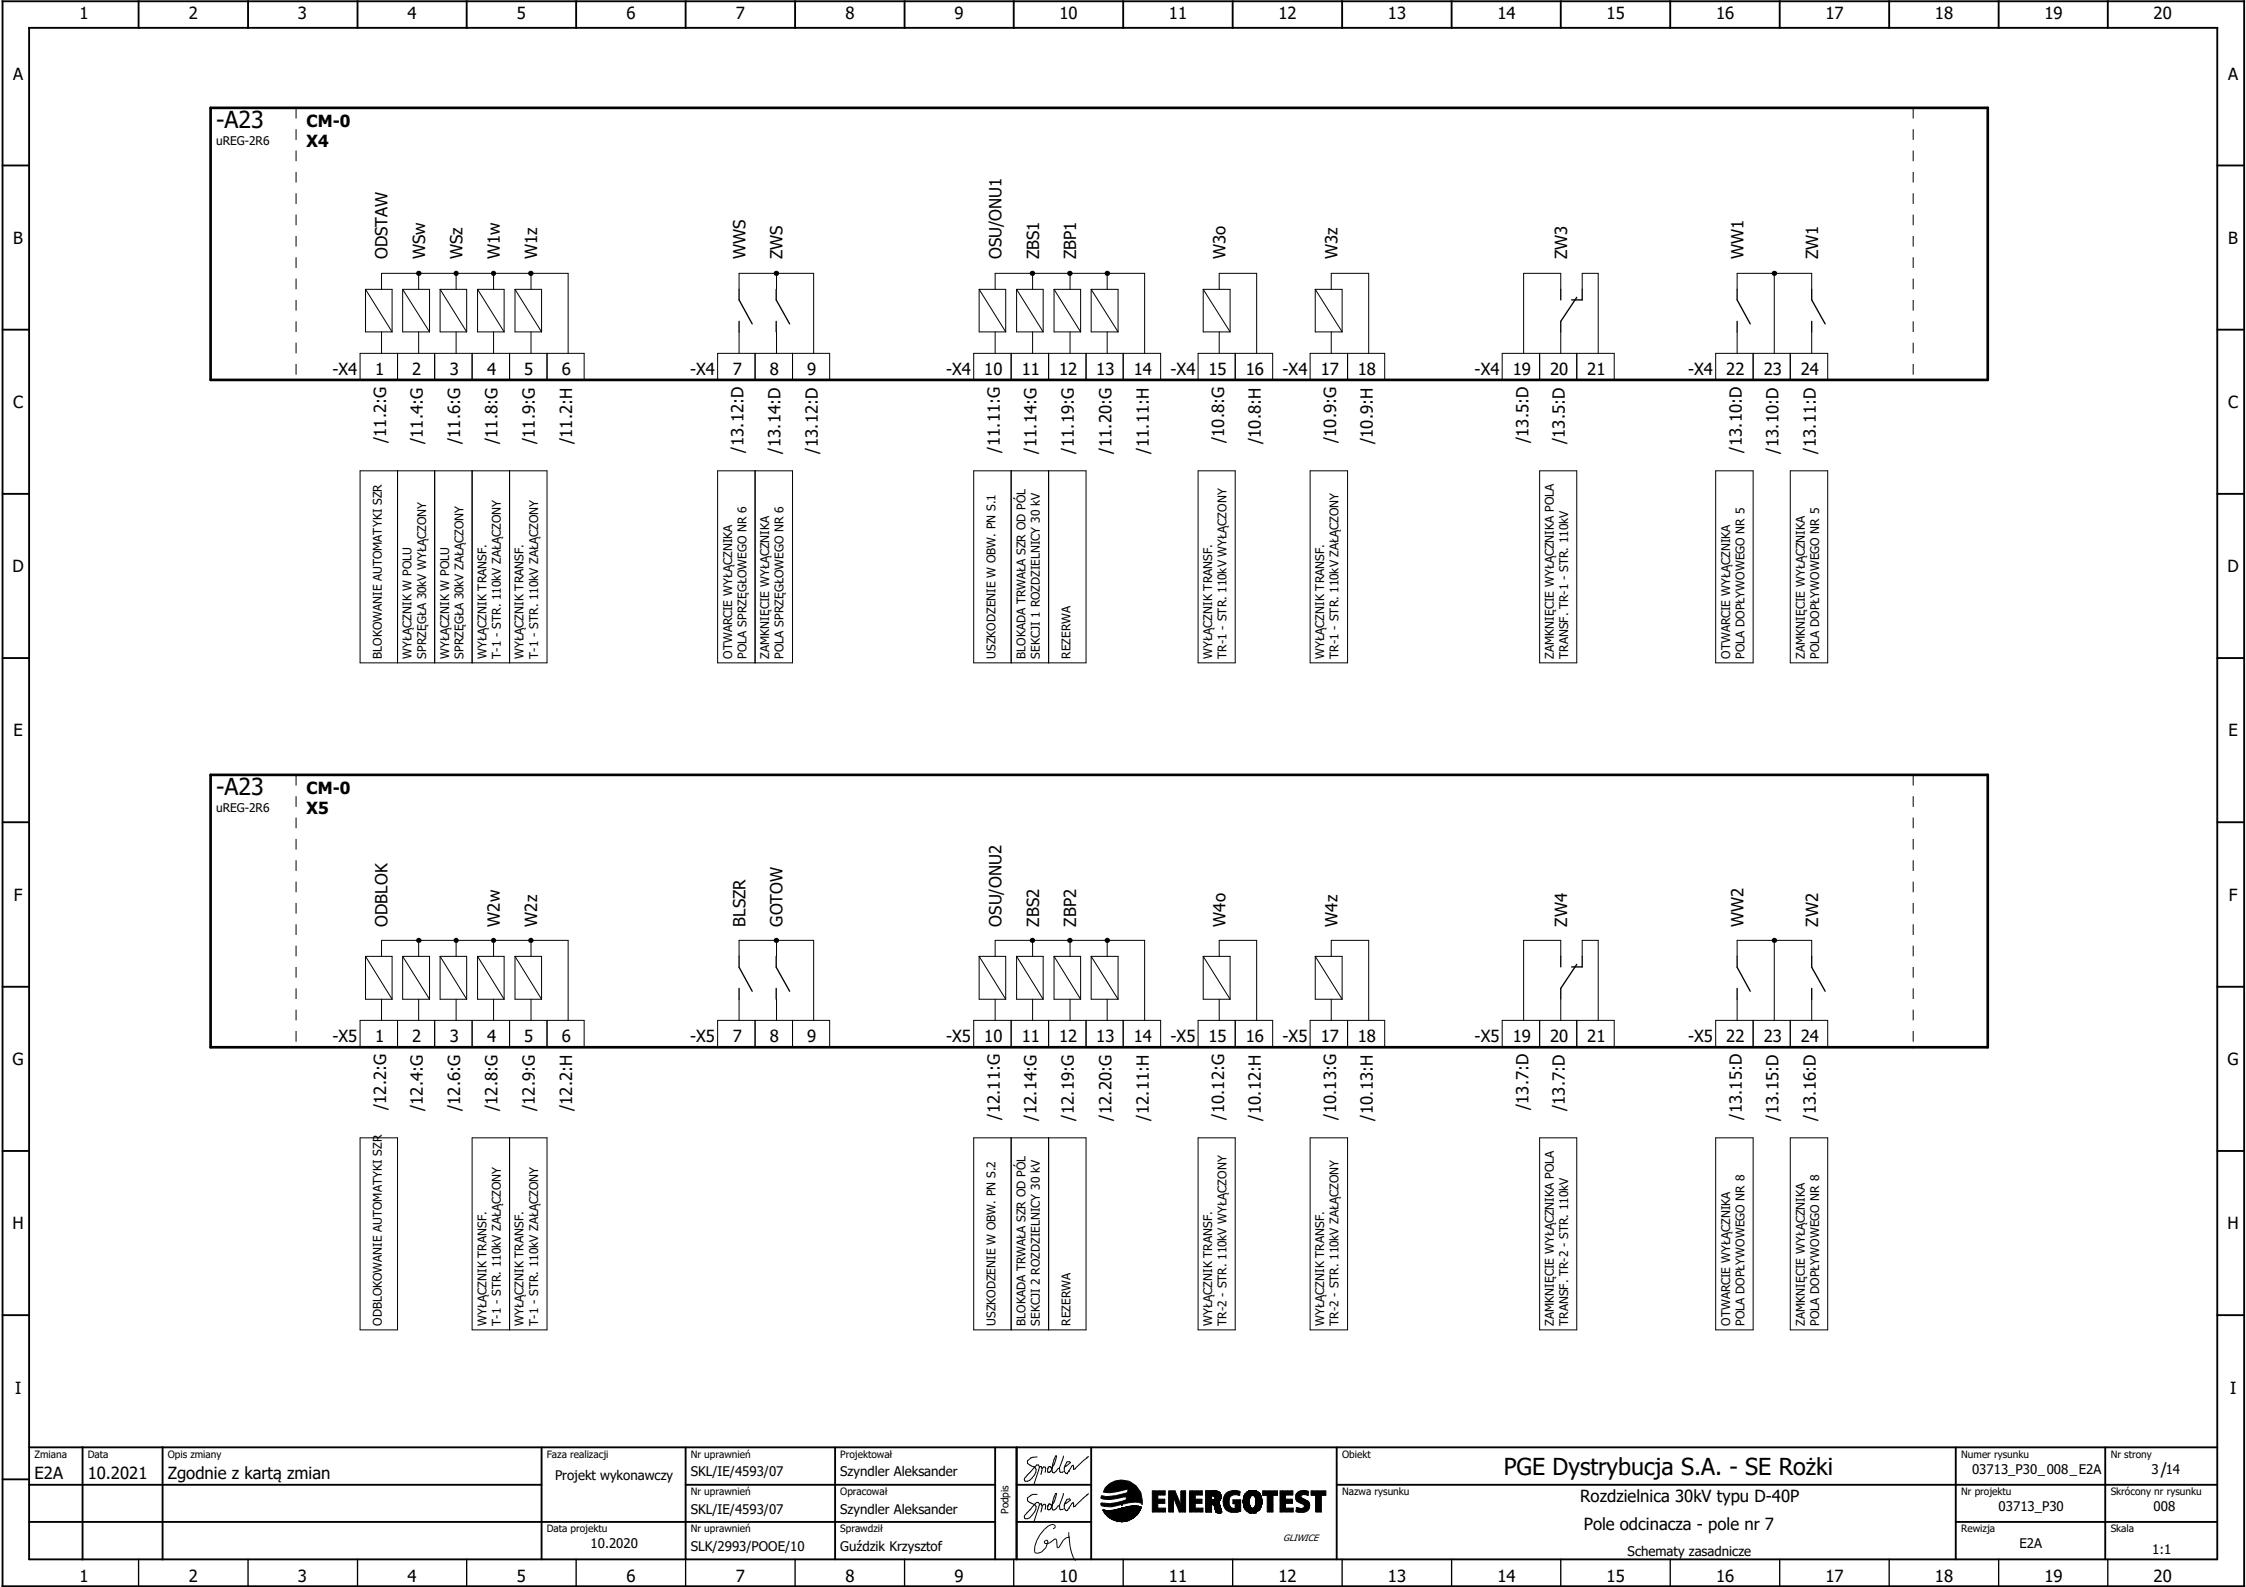 1 2 3 4 5 6 7 8 9 10 11 12 13 14 15 16 17 18 19 20
A A
-A23 CM-0
uREG-2R6 X4
B B
ODSTAW WSw WSz W1w W1z WWS ZWS OSU/ONU1 ZBS1 ZBP1 W3o W3z ZW3 WW1 ZW1
-X4 1 2 3 4 5 6 -X4 7 8 9 -X4 10 11 12 13 14 -X4 15 16 -X4 17 18 -X4 19 20 21 -X4 22 23 24
C C
/11.2:G /11.4:G /11.6:G /11.8:G /11.9:G /11.2:H /13.12:D /13.14:D /13.12:D /11.11:G /11.14:G /11.19:G /11.20:G /11.11:H /10.8:G /10.8:H /10.9:G /10.9:H /13.5:D /13.5:D /13.10:D /13.10:D /13.11:D
D D
BLOKOWANIE AUTOMATYKI SZR
WYŁĄCZNIK W POLU
SPRZĘGŁA 30kV WYŁĄCZONY
WYŁĄCZNIK W POLU
SPRZĘGŁA 30kV ZAŁĄCZONY
WYŁĄCZNIK TRANSF.
T-1 - STR. 110kV ZAŁĄCZONY
WYŁĄCZNIK TRANSF.
T-1 - STR. 110kV ZAŁĄCZONY
OTWARCIE WYŁĄCZNIKA
POLA SPRZĘGŁOWEGO NR 6
ZAMKNIĘCIE WYŁĄCZNIKA
POLA SPRZĘGŁOWEGO NR 6
USZKODZENIE W OBW. PN S.1
BLOKADA TRWAŁA SZR OD PÓL
SEKCJI 1 ROZDZIELNICY 30 kV
REZERWA
WYŁĄCZNIK TRANSF.
TR-1 - STR. 110kV WYŁĄCZONY
WYŁĄCZNIK TRANSF.
TR-1 - STR. 110kV ZAŁĄCZONY
ZAMKNIĘCIE WYŁĄCZNIKA POLA
TRANSF. TR-1 - STR. 110kV
OTWARCIE WYŁĄCZNIKA
POLA DOPŁYWOWEGO NR 5
ZAMKNIĘCIE WYŁĄCZNIKA
POLA DOPŁYWOWEGO NR 5
E E
-A23 CM-0
uREG-2R6 X5
F F
ODBLOK W2w W2z BLSZR GOTOW OSU/ONU2 ZBS2 ZBP2 W4o W4z ZW4 WW2 ZW2
-X5 1 2 3 4 5 6 -X5 7 8 9 -X5 10 11 12 13 14 -X5 15 16 -X5 17 18 -X5 19 20 21 -X5 22 23 24
G G
/12.2:G /12.4:G /12.6:G /12.8:G /12.9:G /12.2:H /12.11:G /12.14:G /12.19:G /12.20:G /12.11:H /10.12:G /10.12:H /10.13:G /10.13:H /13.7:D /13.7:D /13.15:D /13.15:D /13.16:D
H H
ODBLOKOWANIE AUTOMATYKI SZR
WYŁĄCZNIK TRANSF.
T-1 - STR. 110kV ZAŁĄCZONY
WYŁĄCZNIK TRANSF.
T-1 - STR. 110kV ZAŁĄCZONY
USZKODZENIE W OBW. PN S.2
BLOKADA TRWAŁA SZR OD PÓL
SEKCJI 2 ROZDZIELNICY 30 kV
REZERWA
WYŁĄCZNIK TRANSF.
TR-2 - STR. 110kV WYŁĄCZONY
WYŁĄCZNIK TRANSF.
TR-2 - STR. 110kV ZAŁĄCZONY
ZAMKNIĘCIE WYŁĄCZNIKA POLA
TRANSF. TR-2 - STR. 110kV
OTWARCIE WYŁĄCZNIKA
POLA DOPŁYWOWEGO NR 8
ZAMKNIĘCIE WYŁĄCZNIKA
POLA DOPŁYWOWEGO NR 8
I I
Zmiana Data Opis zmiany
E2A 10.2021 Zgodnie z kartą zmian
Faza realizacji
Projekt wykonawczy
Data projektu
10.2020
Nr uprawnień
SKL/IE/4593/07
Nr uprawnień
SKL/IE/4593/07
Nr uprawnień
SLK/2993/POOE/10
Projektował
Szyndler Aleksander
Opracował
Szyndler Aleksander
Sprawdził
Guździk Krzysztof
Podpis
ENERGOTEST
GLIWICE
Obiekt
PGE Dystrybucja S.A. - SE Rożki
Nazwa rysunku
Rozdzielnica 30kV typu D-40P
Pole odcinacza - pole nr 7
Schematy zasadnicze
Numer rysunku
03713_P30_008_E2A
Nr projektu
03713_P30
Rewizja
E2A
Nr strony
3/14
Skrócony nr rysunku
008
Skala
1:1
1 2 3 4 5 6 7 8 9 10 11 12 13 14 15 16 17 18 19 20